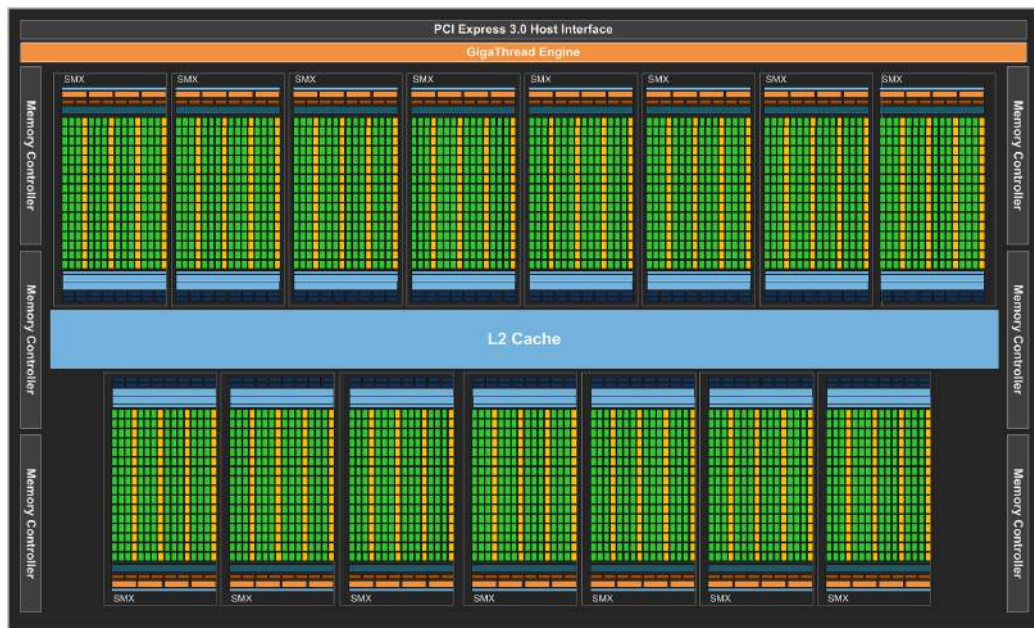 PCI Express 3.0 Host Interface
GigaThread Engine
SMX
SMX
SMX
SMX
SMX
SMX
SMX
SMX
Memory Controller
Memory Controller
Memory Controller
Memory Controller
L2 Cache
Memory Controller
Memory Controller
SMX
SMX
SMX
SMX
SMX
SMX
SMX